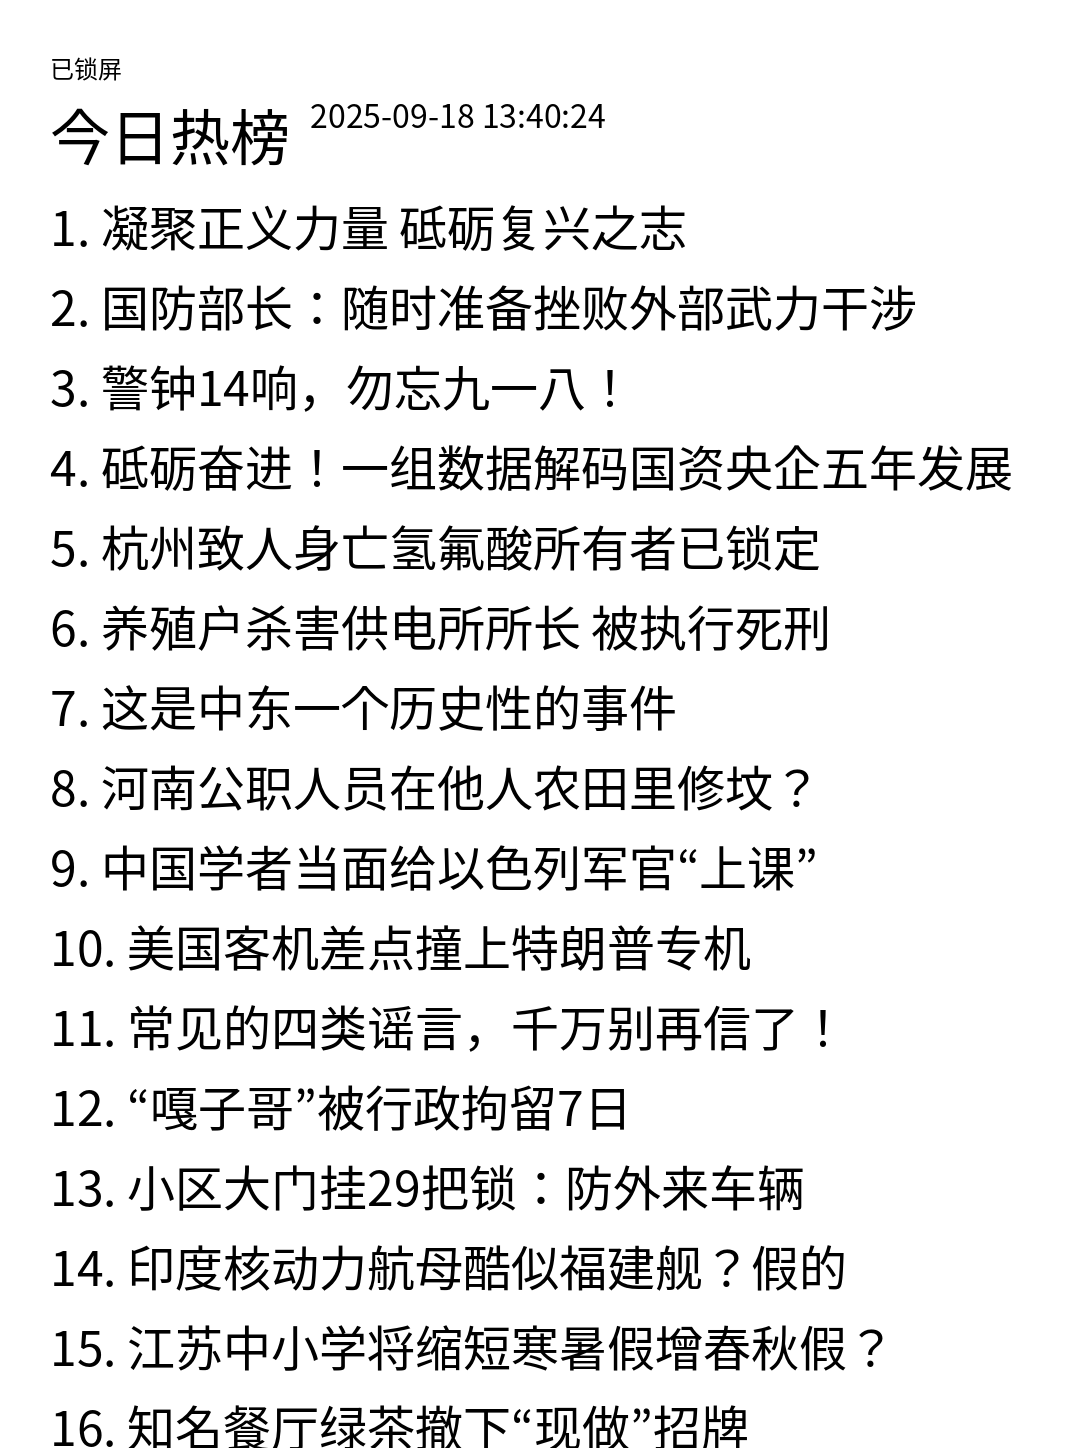 已锁屏
今日热榜 2025-09-18 13:40:24
1. 凝聚正义力量 砥砺复兴之志
2. 国防部长：随时准备挫败外部武力干涉
3. 警钟14响，勿忘九一八！
4. 砥砺奋进！一组数据解码国资央企五年发展
5. 杭州致人身亡氢氟酸所有者已锁定
6. 养殖户杀害供电所所长 被执行死刑
7. 这是中东一个历史性的事件
8. 河南公职人员在他人农田里修坟？
9. 中国学者当面给以色列军官“上课”
10. 美国客机差点撞上特朗普专机
11. 常见的四类谣言，千万别再信了！
12. “嘎子哥”被行政拘留7日
13. 小区大门挂29把锁：防外来车辆
14. 印度核动力航母酷似福建舰？假的
15. 江苏中小学将缩短寒暑假增春秋假？
16. 知名餐厅绿茶撤下“现做”招牌